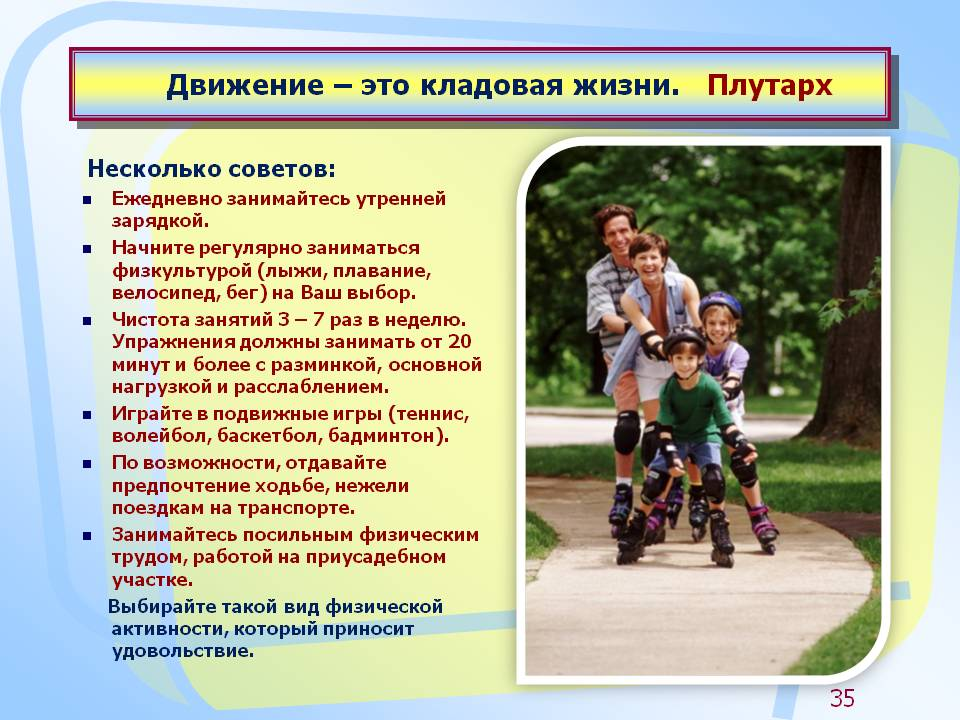 Движение – это кладовая жизни. Плутарх
Несколько советов:
Ежедневно занимайтесь утренней
зарядкой.
Начните регулярно заниматься
физкультурой (лыжи, плавание,
велосипед, бег) на Ваш выбор.
Чистота занятий 3 – 7 раз в неделю.
Упражнения должны занимать от 20
минут и более с разминкой, основной
нагрузкой и расслаблением.
Играйте в подвижные игры (теннис,
волейбол, баскетбол, бадминтон).
По возможности, отдавайте
предпочтение ходьбе, нежели
поездкам на транспорте.
Занимайтесь посильным физическим
трудом, работой на приусадебном
участке.
Выбирайте такой вид физической
активности, который приносит
удовольствие.
35